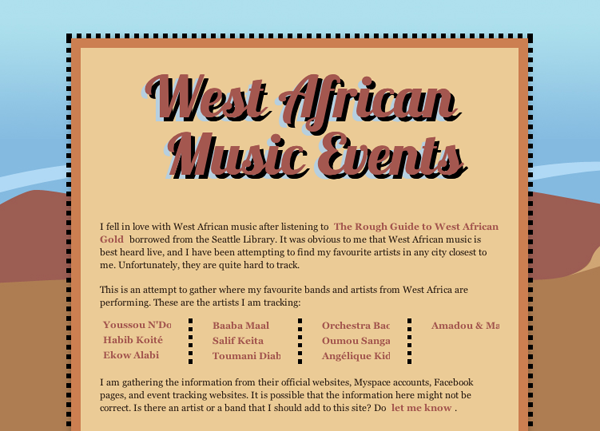 West African
Music Events
I fell in love with West African music after listening to The Rough Guide to West African
Gold borrowed from the Seattle Library. It was obvious to me that West African music is
best heard live, and I have been attempting to find my favourite artists in any city closest to
me. Unfortunately, they are quite hard to track.
This is an attempt to gather where my favourite bands and artists from West Africa are
performing. These are the artists I am tracking:
Youssou N'Do
Habib Koité
Ekow Alabi
Baaba Maal
Salif Keita
Toumani Diab
Orchestra Bac
Oumou Sanga
Angélique Kid
Amadou & Ma
I am gathering the information from their official websites, Myspace accounts, Facebook
pages, and event tracking websites. It is possible that the information here might not be
correct. Is there an artist or a band that I should add to this site? Do let me know .